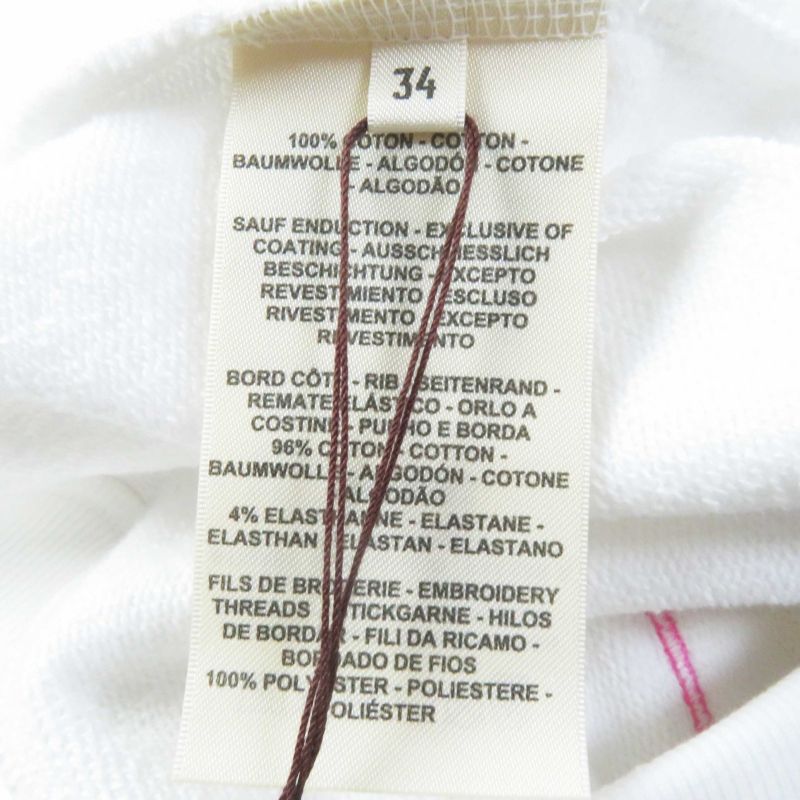 34
100% COTON - COTTON -
BAUMWOLLE - ALGODÓN - COTONE
- ALGODÃO
SAUF ENDUCTION - EXCLUSIVE OF
COATING - AUSSCHLIESSLICH
BESCHICHTUNG - EXCEPTO
REVESTIMIENTO - ESCLUSO
RIVESTIMENTO - EXCEPTO
RIVESTIMENTO
BORD CÔTE - RIB - SEITENRAND -
REMATE ELÁSTICO - ORLO A
COSTINE - PUNHO E BORDA
96% COTON - COTTON -
BAUMWOLLE - ALGODÓN - COTONE
- ALGODÃO
4% ELASTHANNE - ELASTANE -
ELASTHAN - ELASTAN - ELASTANO
FILS DE BRODERIE - EMBROIDERY
THREADS - STICKGARNE - HILOS
DE BORDAR - FILI DA RICAMO -
BORDADO DE FIOS
100% POLYESTER - POLIESTERE -
POLIÉSTER